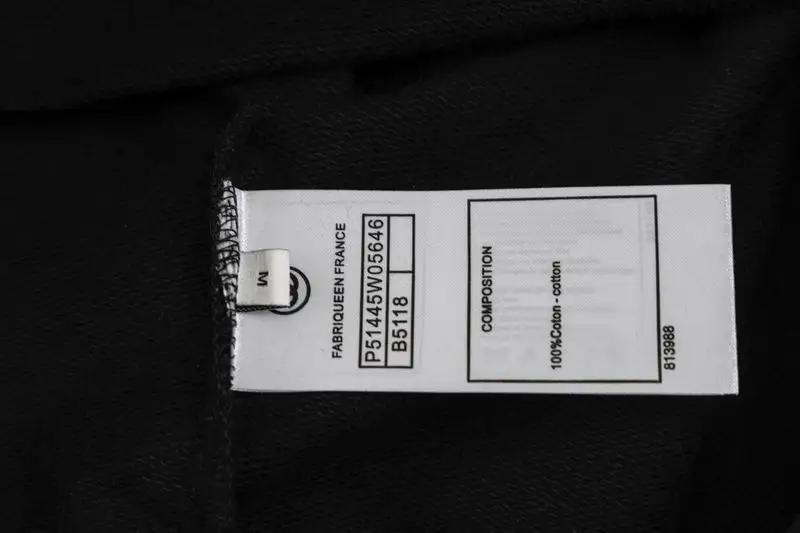 M
FABRIQUEEN FRANCE
P51445W05646
B5118
COMPOSITION
100%Coton - cotton
813988